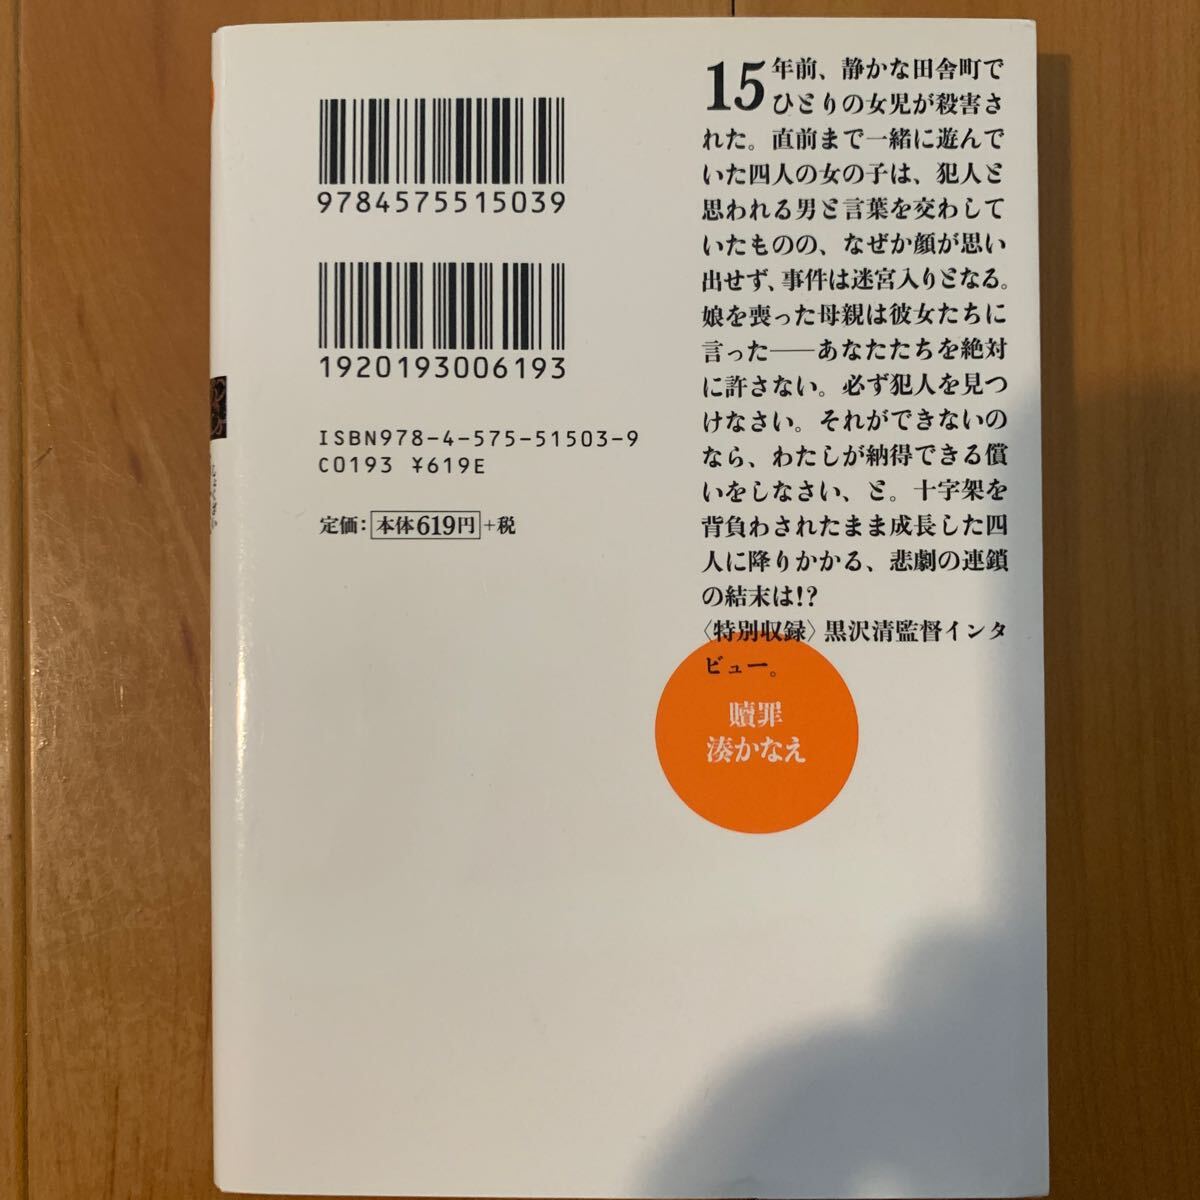 9784575515039
1920193006193
ISBN978-4-575-51503-9
C0193 ¥619E
定価：本体619円+税
15年前、静かな田舎町で
ひとりの女児が殺害さ
れた。直前まで一緒に遊んで
いた四人の女の子は、犯人と
思われる男と言葉を交わして
いたものの、なぜか顔が思い
出せず、事件は迷宮入りとなる。
娘を喪った母親は彼女たちに
言った――あなたたちを絶対
に許さない。必ず犯人を見つ
けなさい。それができないの
なら、わたしが納得できる償
いをしなさい、と。十字架を
背負わされたまま成長した四
人に降りかかる、悲劇の連鎖
の結末は!?
〈特別収録〉黒沢清監督インタ
ビュー。
贖罪
湊かなえ